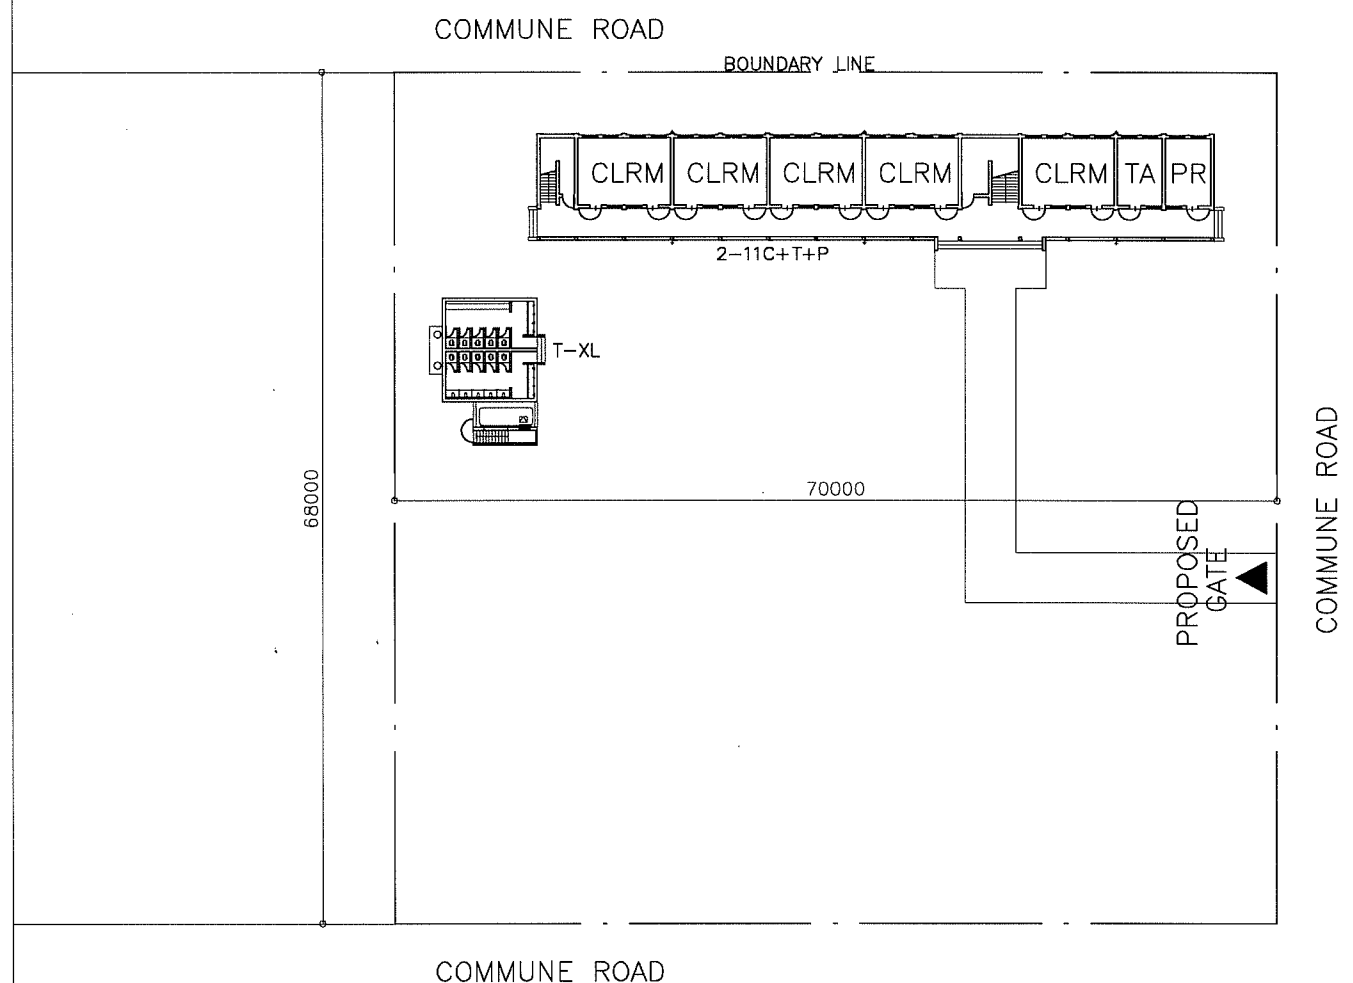 COMMUNE ROAD
BOUNDARY LINE
CLRM
CLRM
CLRM
CLRM
CLRM
TA
PR
2-11C+T+P
T-XL
68000
70000
PROPOSED
GATE
COMMUNE ROAD
COMMUNE ROAD